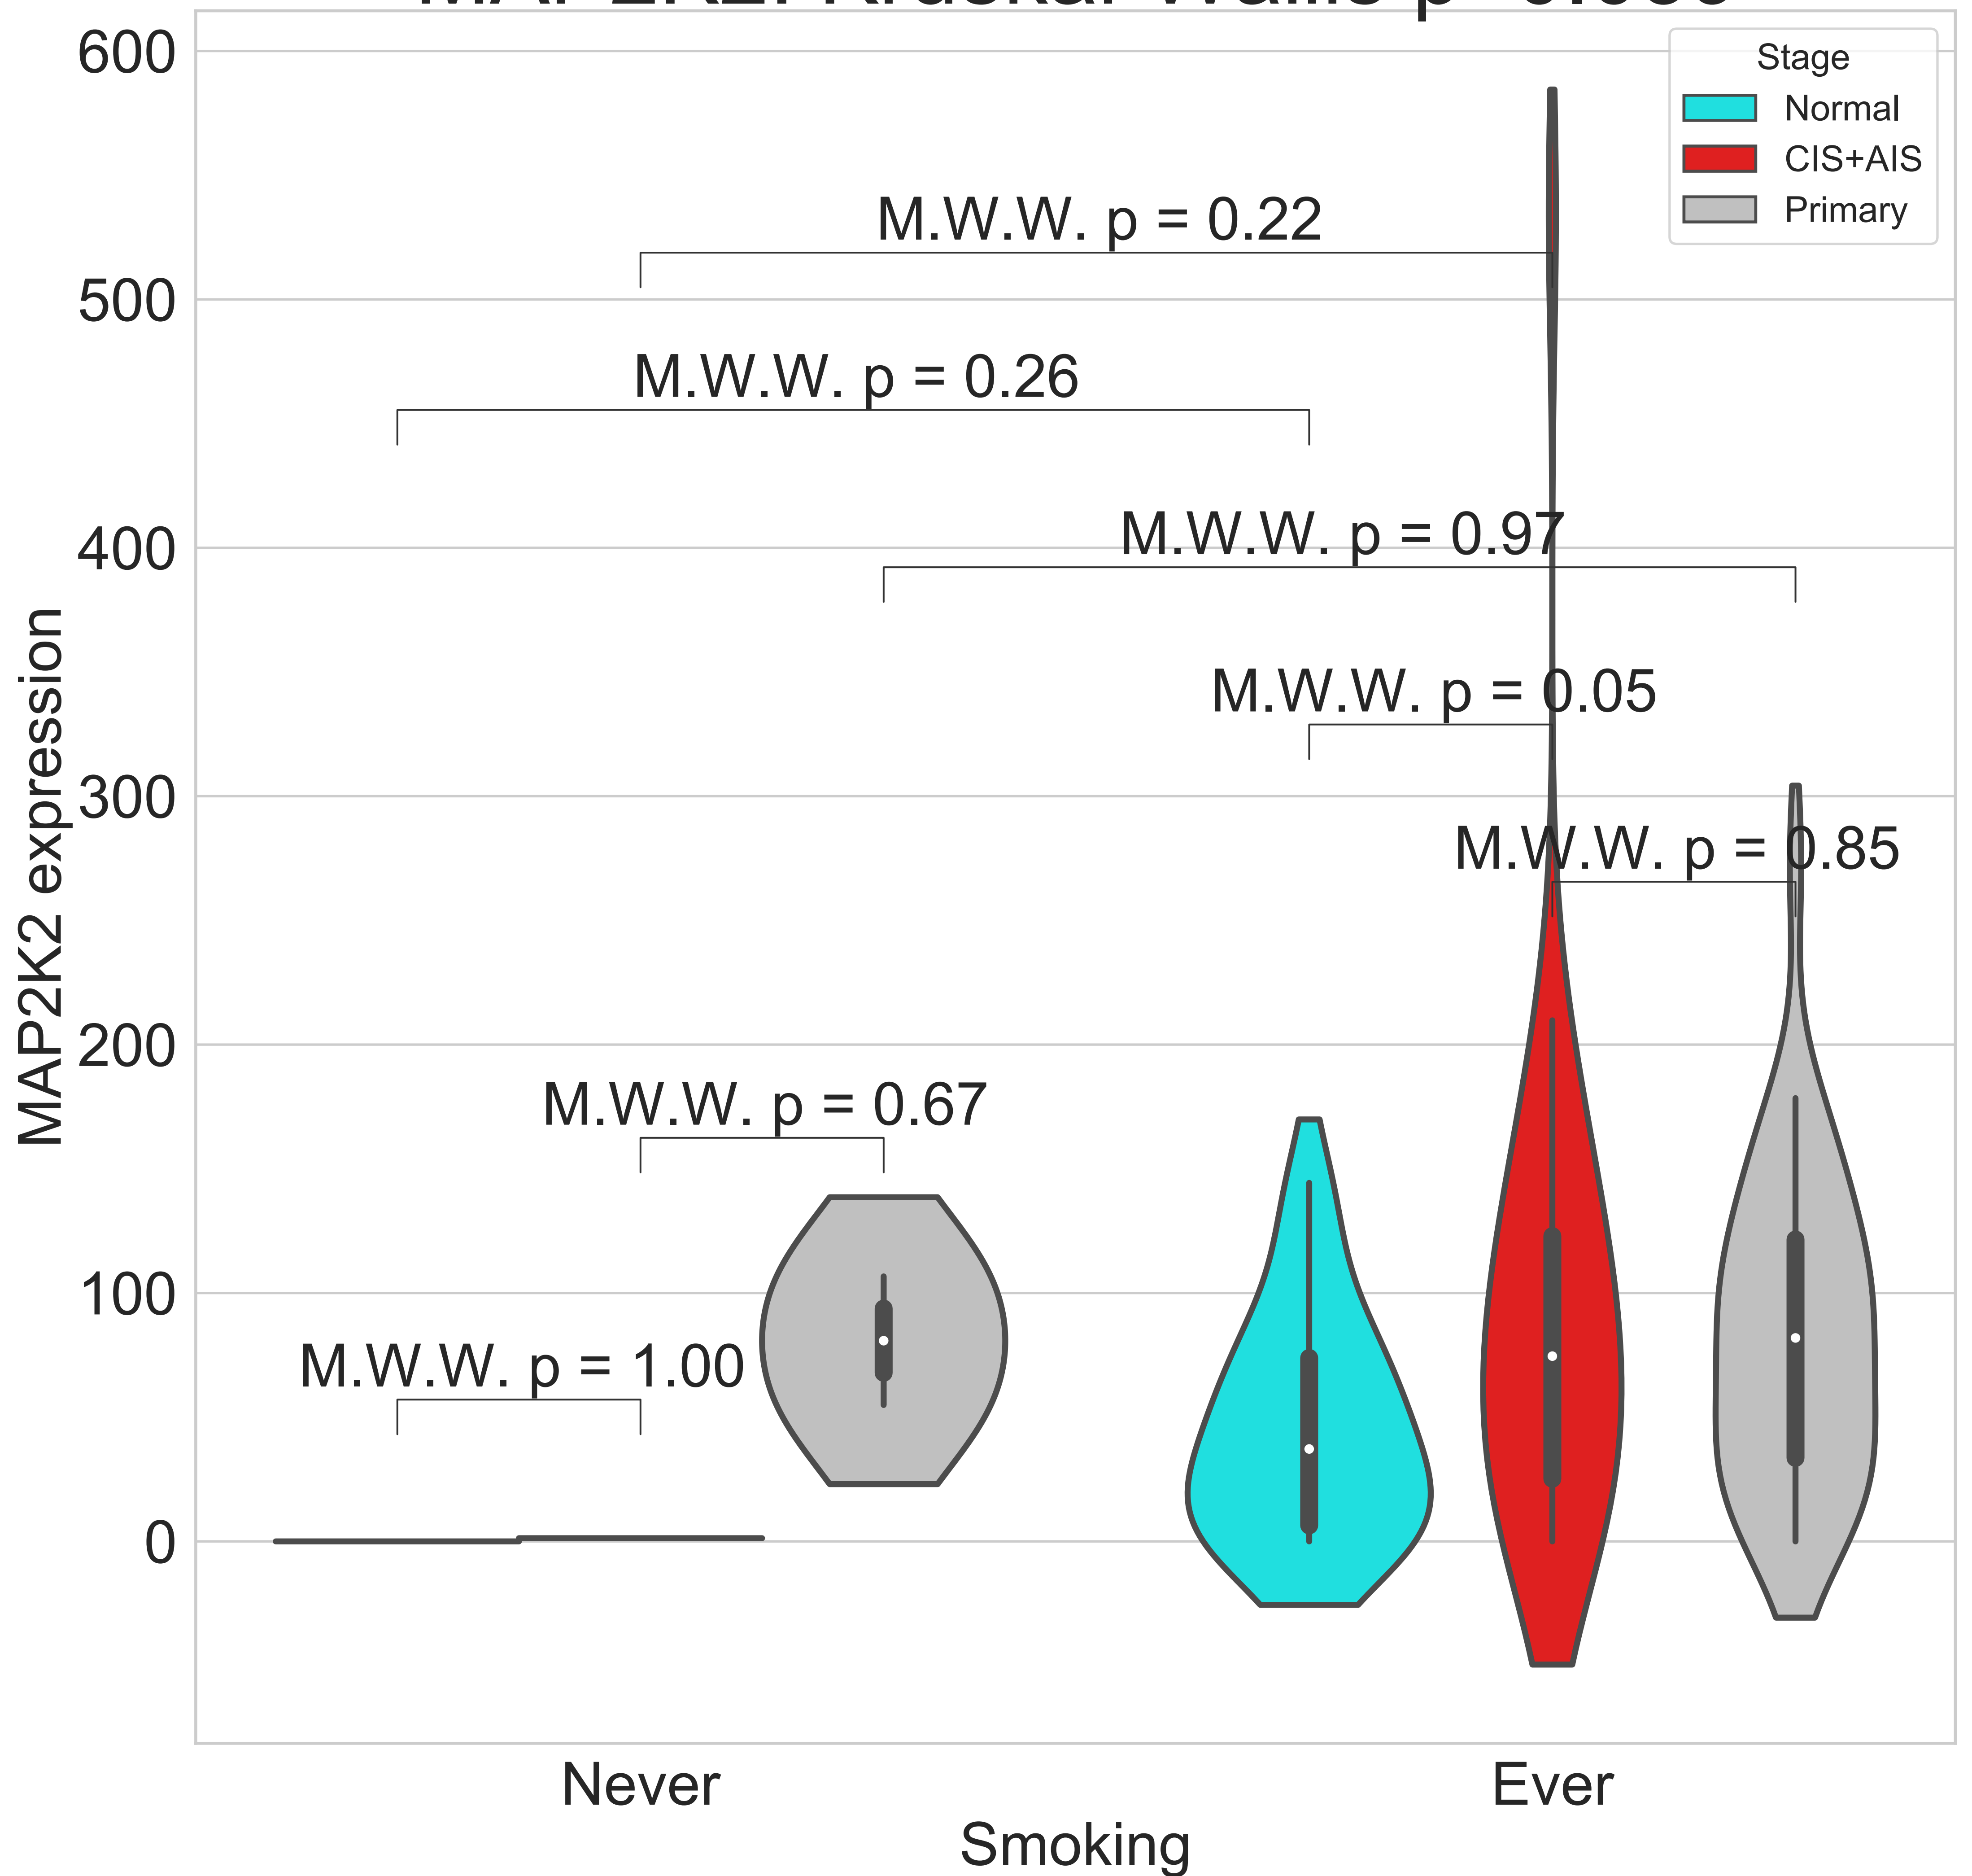 600
500
400
300
200
100
0
MAP2K2 expression
Stage
Normal
CIS+AIS
Primary
M.W.W. p = 0.22
M.W.W. p = 0.26
M.W.W. p = 0.97
M.W.W. p = 0.05
M.W.W. p = 0.85
M.W.W. p = 0.67
M.W.W. p = 1.00
Never
Ever
Smoking